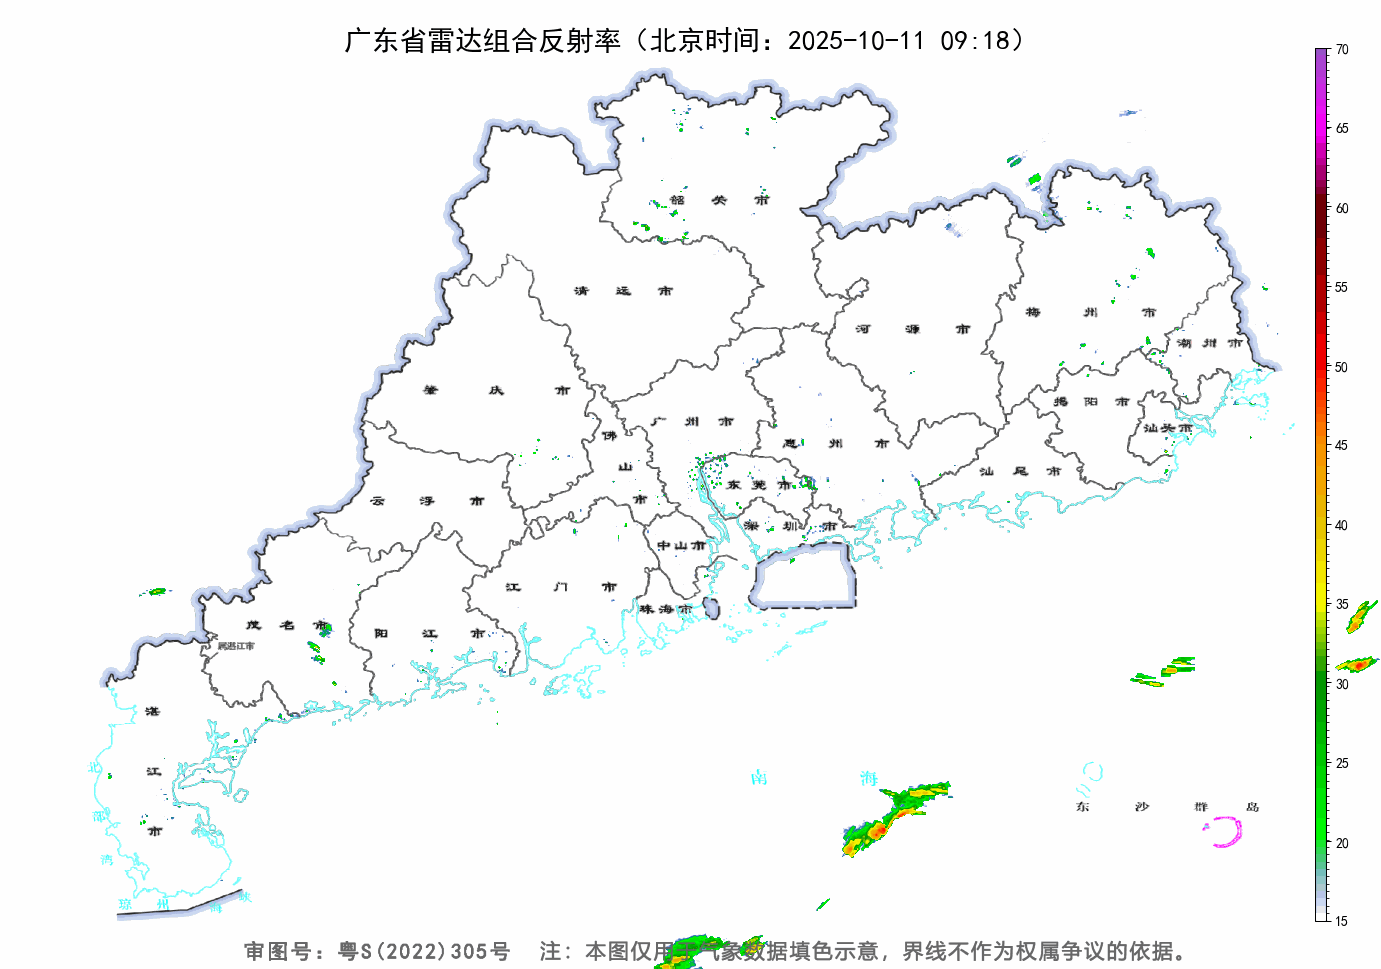 广东省雷达组合反射率（北京时间：2025-10-11 09:18）
70
65
60
55
50
45
40
35
30
25
20
15
韶关市
清远市
河源市
梅州市
潮州市
肇庆市
广州市
佛山市
惠州市
揭阳市
汕头市
汕尾市
云浮市
东莞市
深圳市
中山市
江门市
珠海市
茂名市
阳江市
属湛江市
湛江市
北部湾
琼州海峡
南海
东沙群岛
审图号：粤S(2022)305号 注：本图仅用于气象数据填色示意，界线不作为权属争议的依据。